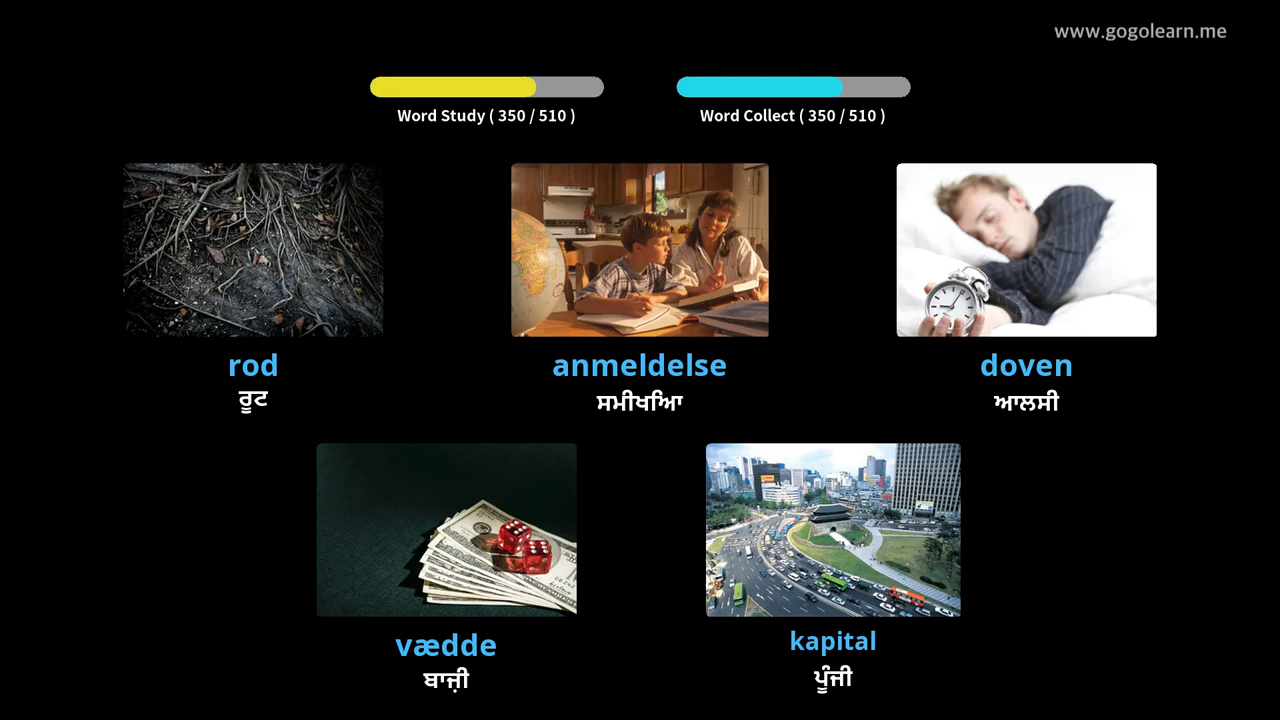 www.gogolearn.me
Word Study ( 350 / 510 )
Word Collect ( 350 / 510 )
rod
ਰੂਟ
anmeldelse
ਸਮੀਖਿਆ
doven
ਆਲਸੀ
vædde
ਬਾਜ਼ੀ
kapital
ਪੂੰਜੀ